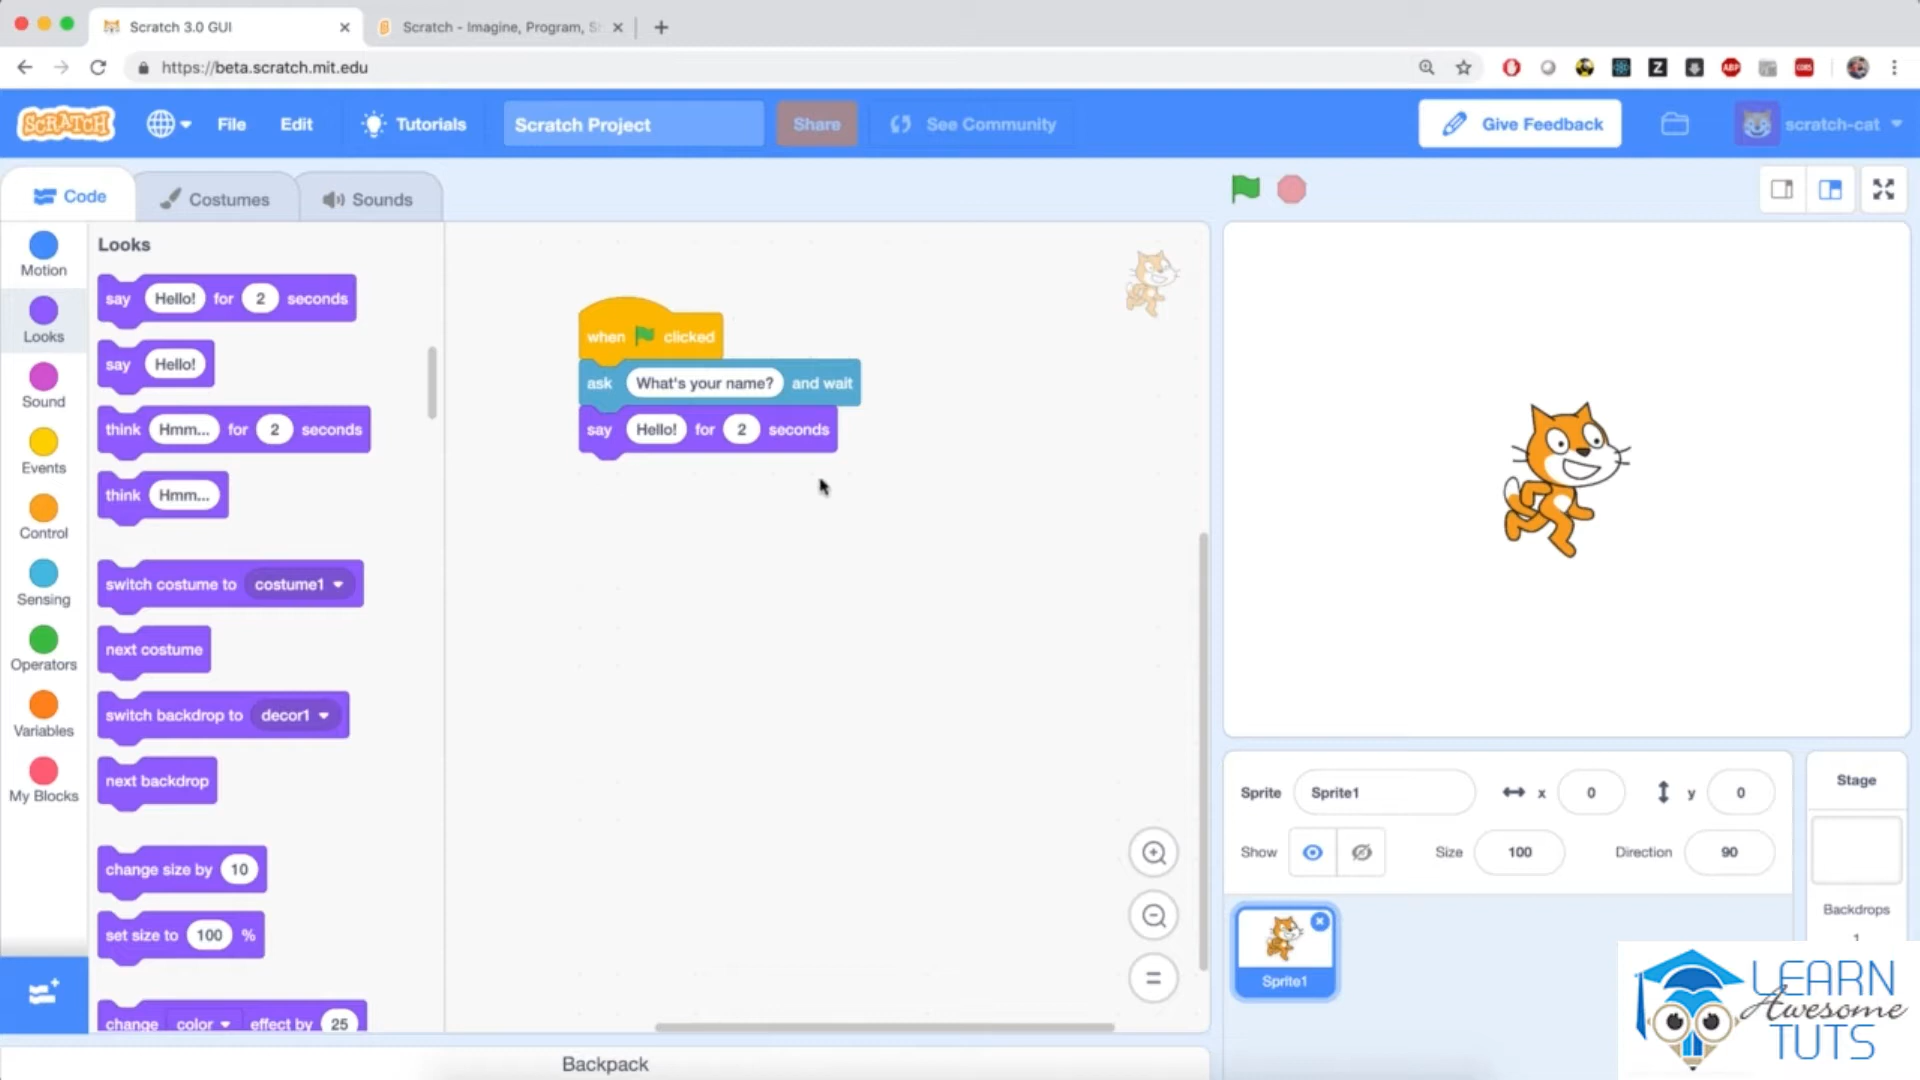 Scratch 3.0 GUI
Scratch - Imagine, Program, S
https://beta.scratch.mit.edu
SCRATCH
File
Edit
Tutorials
Scratch Project
Share
See Community
Give Feedback
scratch-cat
Code
Costumes
Sounds
Motion
Looks
Sound
Events
Control
Sensing
Operators
Variables
My Blocks
Looks
say Hello! for 2 seconds
say Hello!
think Hmm... for 2 seconds
think Hmm...
switch costume to costume1
next costume
switch backdrop to decor1
next backdrop
change size by 10
set size to 100 %
change color effect by 25
when clicked
ask What's your name? and wait
say Hello! for 2 seconds
Backpack
Sprite Sprite1 x 0 y 0
Show Size 100 Direction 90
Sprite1
Stage
Backdrops
1
LEARN
Awesome
TUTS
ABP
Z
CORS